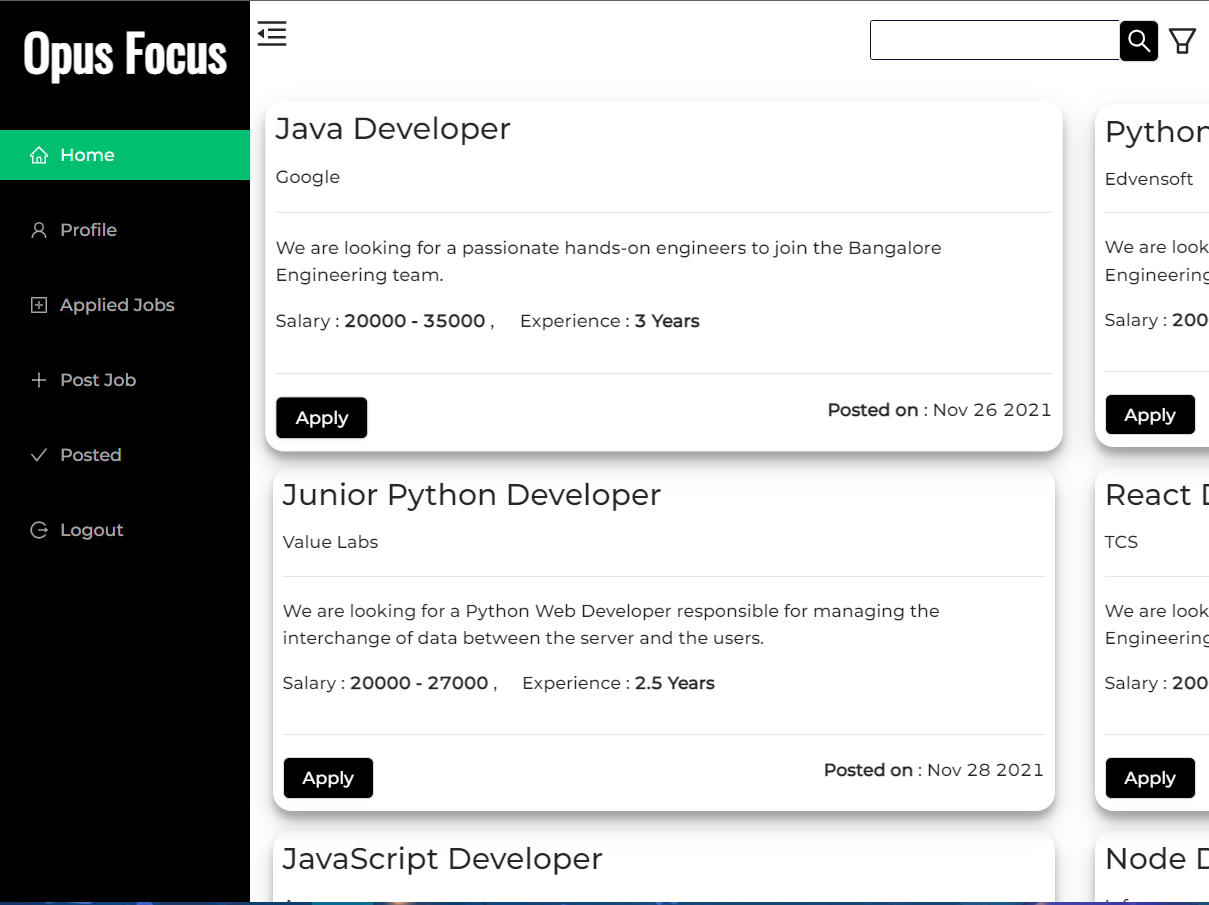 Opus Focus
Home
Profile
Applied Jobs
Post Job
Posted
Logout
Java Developer
Google
We are looking for a passionate hands-on engineers to join the Bangalore
Engineering team.
Salary : 20000 - 35000 , Experience : 3 Years
Apply
Posted on : Nov 26 2021
Python
Edvensoft
We are look
Engineering
Salary : 200
Apply
Junior Python Developer
Value Labs
We are looking for a Python Web Developer responsible for managing the
interchange of data between the server and the users.
Salary : 20000 - 27000 , Experience : 2.5 Years
Apply
Posted on : Nov 28 2021
React D
TCS
We are look
Engineering
Salary : 200
Apply
JavaScript Developer
Node D